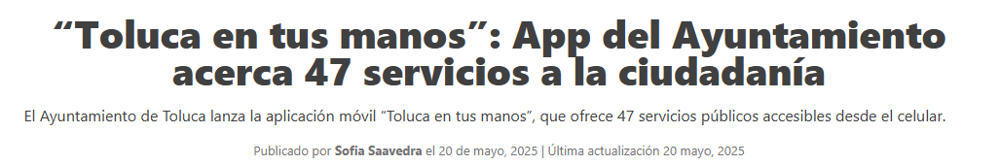 “Toluca en tus manos”: App del Ayuntamiento
acerca 47 servicios a la ciudadanía
El Ayuntamiento de Toluca lanza la aplicación móvil “Toluca en tus manos”, que ofrece 47 servicios públicos accesibles desde el celular.
Publicado por Sofia Saavedra el 20 de mayo, 2025 | Última actualización 20 mayo, 2025